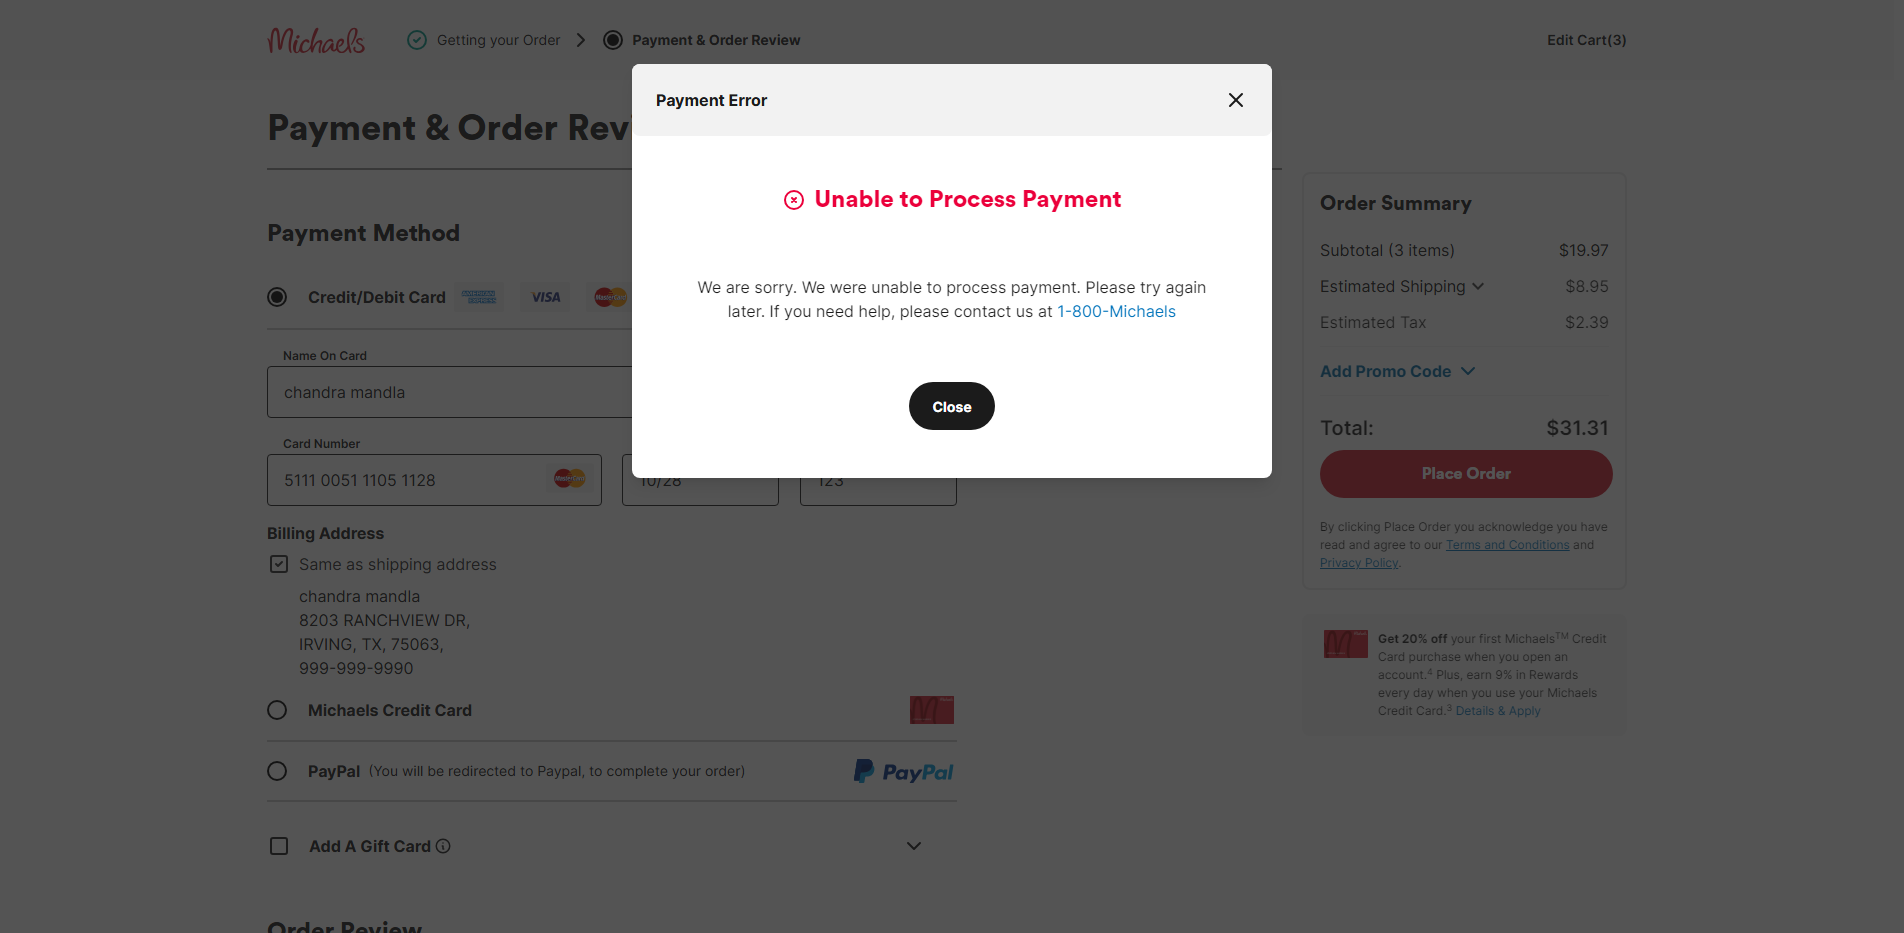 Michaels
Getting your Order
Payment & Order Review
Edit Cart(3)
Payment Error
Payment & Order Rev
Unable to Process Payment
We are sorry. We were unable to process payment. Please try again
later. If you need help, please contact us at 1-800-Michaels
Close
Payment Method
Credit/Debit Card
AMERICAN EXPRESS
VISA
MasterCard
Name On Card
chandra mandla
Card Number
5111 0051 1105 1128
MasterCard
10/28
123
Billing Address
Same as shipping address
chandra mandla
8203 RANCHVIEW DR,
IRVING, TX, 75063,
999-999-9990
Michaels Credit Card
PayPal (You will be redirected to Paypal, to complete your order)
PayPal
Add A Gift Card
Order Review
Order Summary
Subtotal (3 items) $19.97
Estimated Shipping $8.95
Estimated Tax $2.39
Add Promo Code
Total: $31.31
Place Order
By clicking Place Order you acknowledge you have
read and agree to our Terms and Conditions and
Privacy Policy.
Get 20% off your first Michaels™ Credit
Card purchase when you open an
account.⁴ Plus, earn 9% in Rewards
every day when you use your Michaels
Credit Card.³ Details & Apply